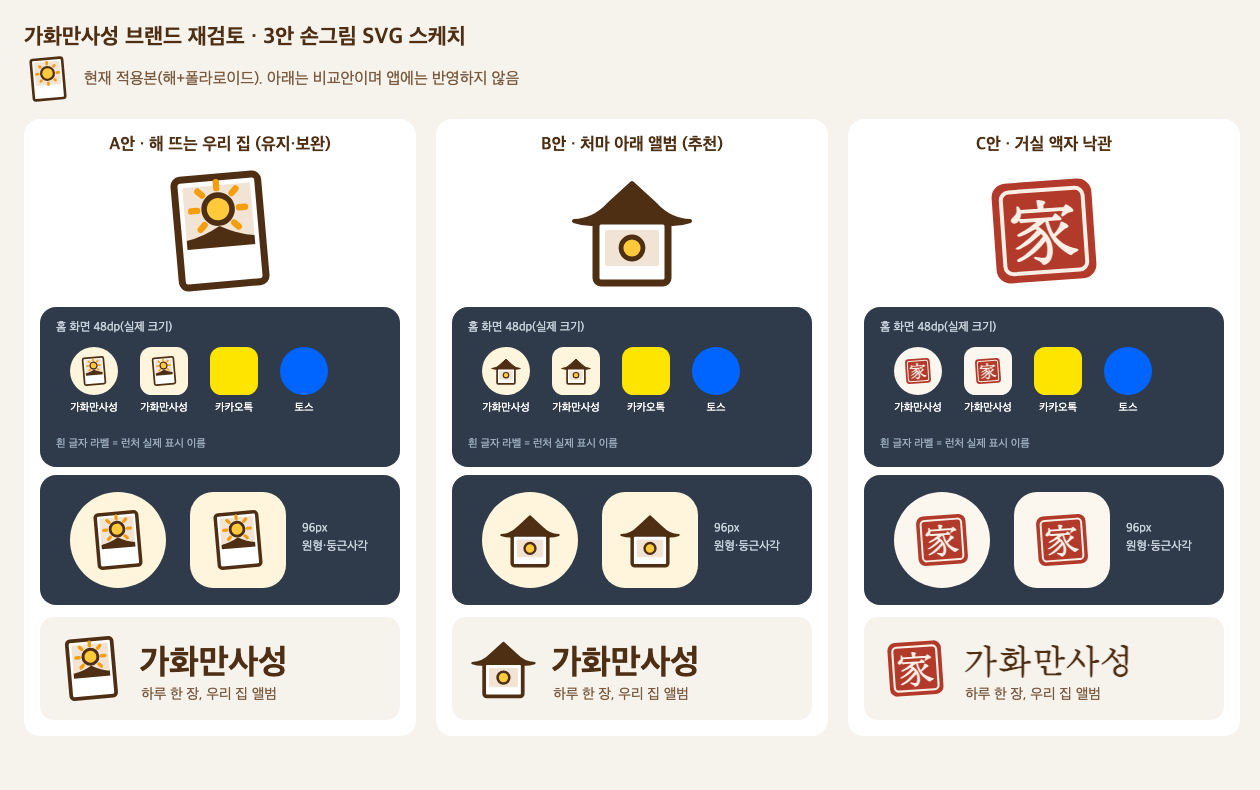 가화만사성 브랜드 재검토 · 3안 손그림 SVG 스케치
현재 적용본(해+폴라로이드). 아래는 비교안이며 앱에는 반영하지 않음
A안 · 해 뜨는 우리 집 (유지·보완)
홈 화면 48dp(실제 크기)
가화만사성 가화만사성 카카오톡 토스
흰 글자 라벨 = 런처 실제 표시 이름
96px
원형·둥근사각
가화만사성
하루 한 장, 우리 집 앨범
B안 · 처마 아래 앨범 (추천)
홈 화면 48dp(실제 크기)
가화만사성 가화만사성 카카오톡 토스
흰 글자 라벨 = 런처 실제 표시 이름
96px
원형·둥근사각
가화만사성
하루 한 장, 우리 집 앨범
C안 · 거실 액자 낙관
家
홈 화면 48dp(실제 크기)
家 家
가화만사성 가화만사성 카카오톡 토스
흰 글자 라벨 = 런처 실제 표시 이름
家 家
96px
원형·둥근사각
家
가화만사성
하루 한 장, 우리 집 앨범